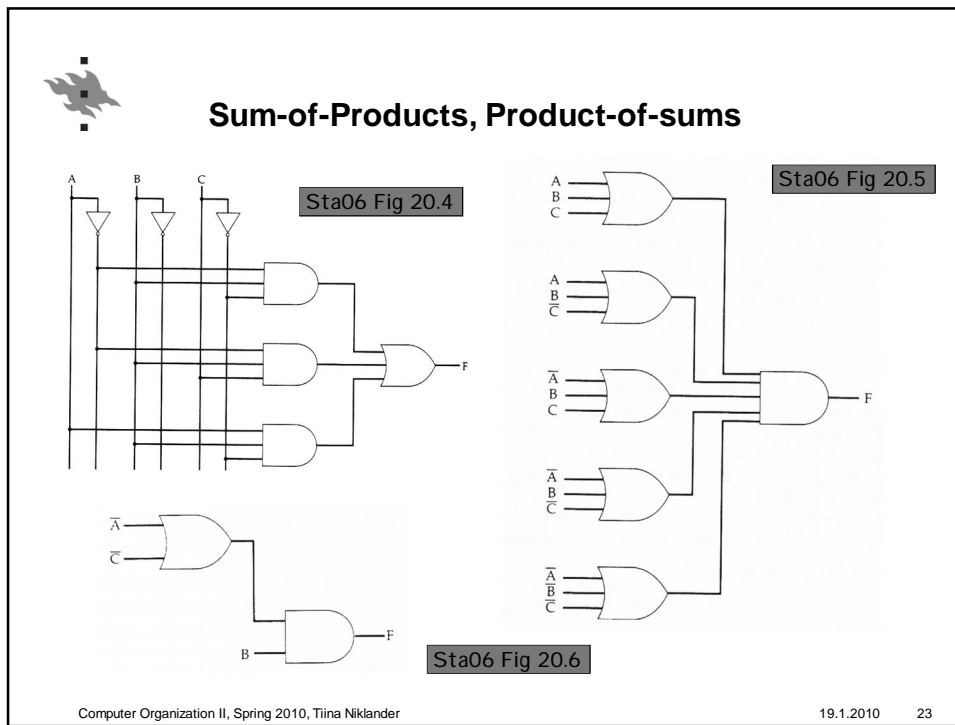 Sum-of-Products, Product-of-sums
A B C
Sta06 Fig 20.4
F
Sta06 Fig 20.5
A
B
C
A
B
C̅
A̅
B
C
A̅
B
C̅
A̅
B̅
C̅
F
A̅
C̅
B
F
Sta06 Fig 20.6
Computer Organization II, Spring 2010, Tiina Niklander 19.1.2010 23